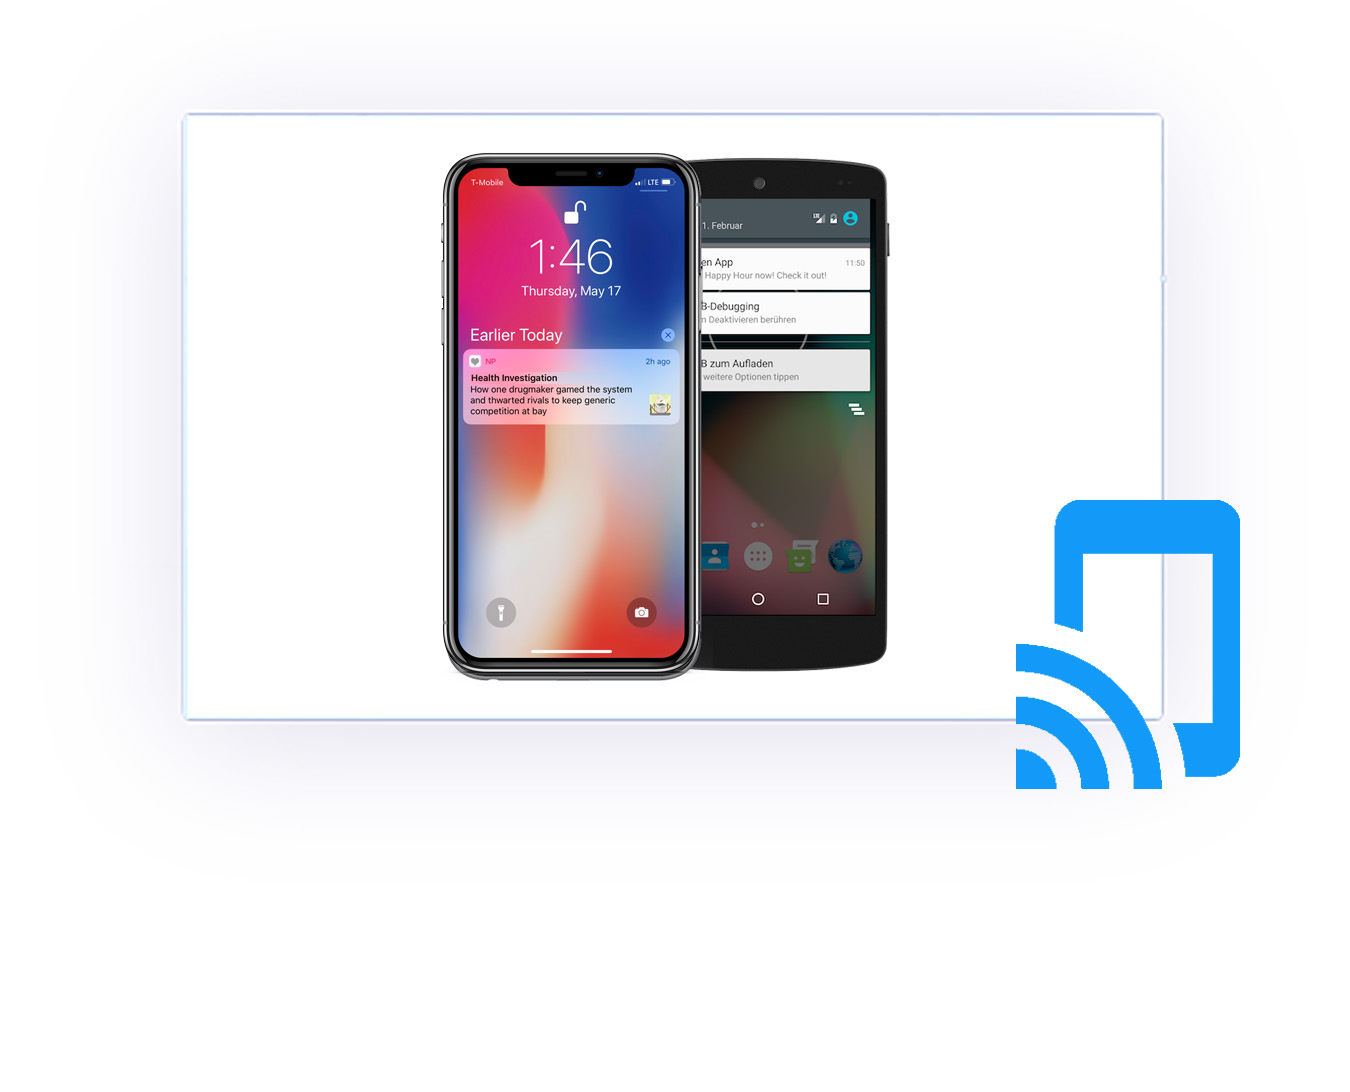 T-Mobile
LTE
1:46
Thursday, May 17
Earlier Today
NP
2h ago
Health Investigation
How one drugmaker gamed the system
and thwarted rivals to keep generic
competition at bay
LTE
1. Februar
en App
11:50
Happy Hour now! Check it out!
B-Debugging
n Deaktivieren berühren
B zum Aufladen
weitere Optionen tippen